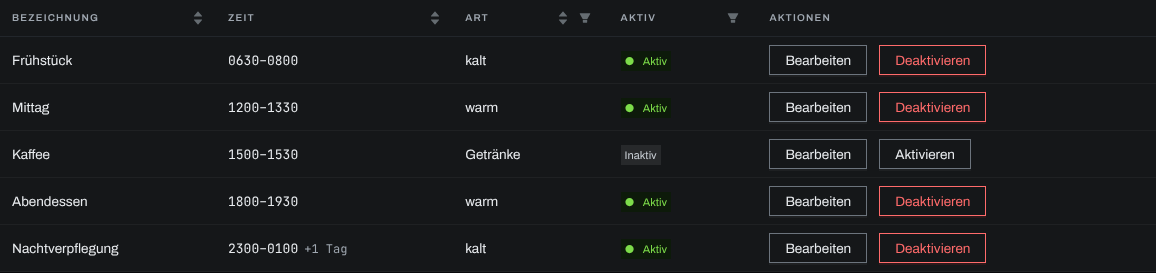 BEZEICHNUNG ZEIT ART AKTIV AKTIONEN
Frühstück 0630–0800 kalt Aktiv Bearbeiten Deaktivieren
Mittag 1200–1330 warm Aktiv Bearbeiten Deaktivieren
Kaffee 1500–1530 Getränke Inaktiv Bearbeiten Aktivieren
Abendessen 1800–1930 warm Aktiv Bearbeiten Deaktivieren
Nachtverpflegung 2300–0100 +1 Tag kalt Aktiv Bearbeiten Deaktivieren